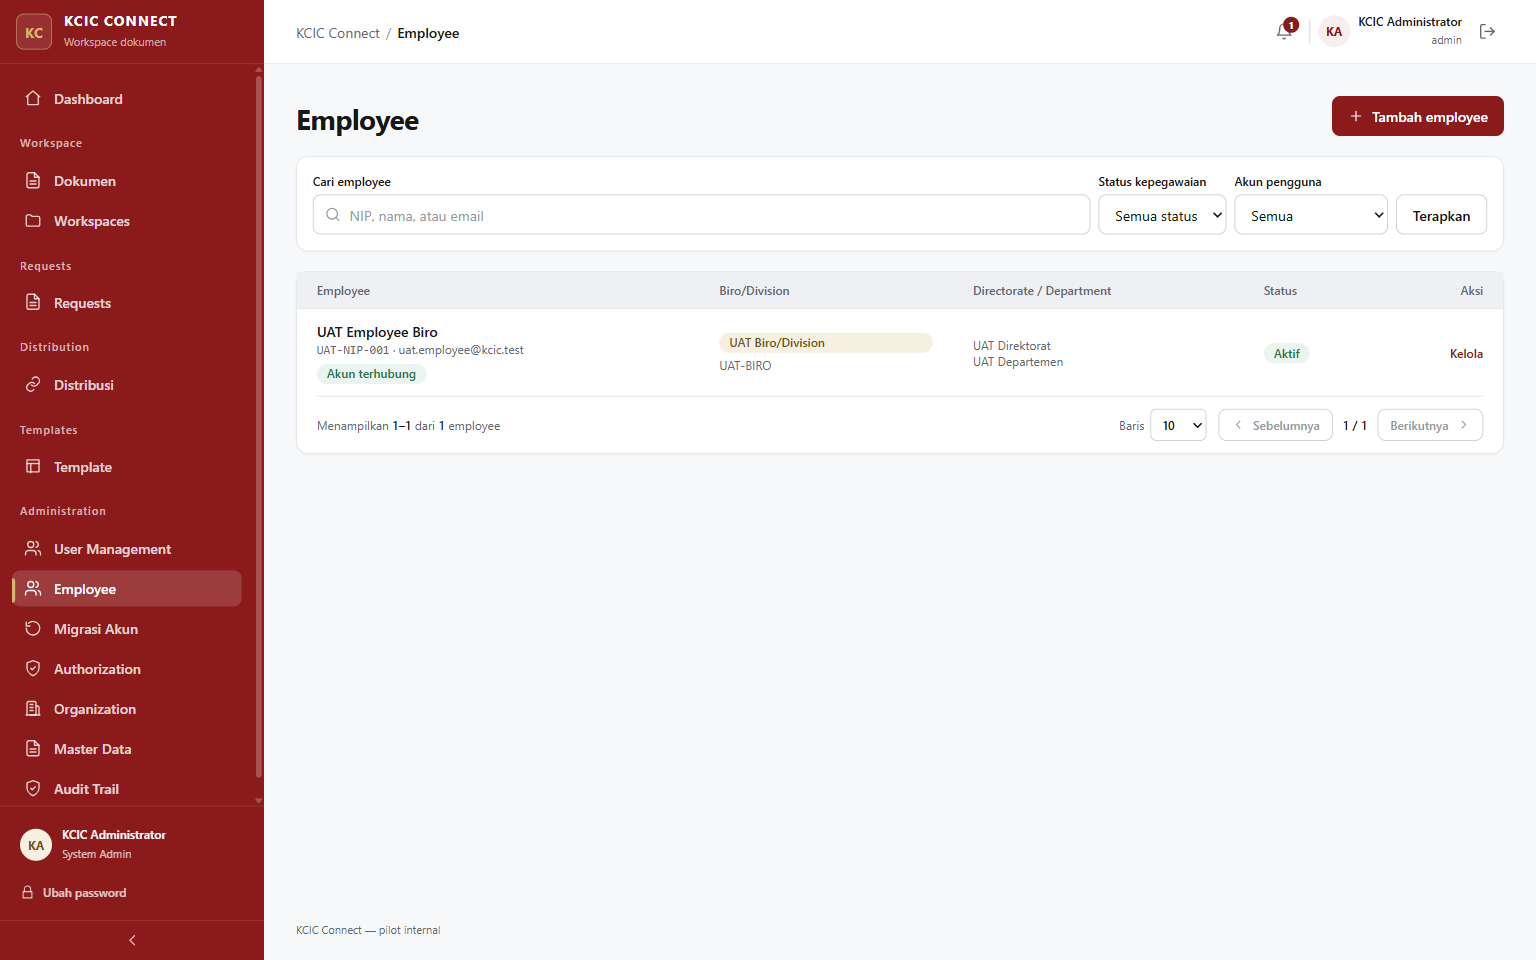 KC
KCIC CONNECT
Workspace dokumen
Dashboard
Workspace
Dokumen
Workspaces
Requests
Requests
Distribution
Distribusi
Templates
Template
Administration
User Management
Employee
Migrasi Akun
Authorization
Organization
Master Data
Audit Trail
KA
KCIC Administrator
System Admin
Ubah password
KCIC Connect / Employee
1
KA
KCIC Administrator
admin
Employee
Tambah employee
Cari employee
Status kepegawaian
Akun pengguna
NIP, nama, atau email
Semua status
Semua
Terapkan
Employee
Biro/Division
Directorate / Department
Status
Aksi
UAT Employee Biro
UAT-NIP-001 · uat.employee@kcic.test
Akun terhubung
UAT Biro/Division
UAT-BIRO
UAT Direktorat
UAT Departemen
Aktif
Kelola
Menampilkan 1–1 dari 1 employee
Baris
10
Sebelumnya
1 / 1
Berikutnya
KCIC Connect — pilot internal